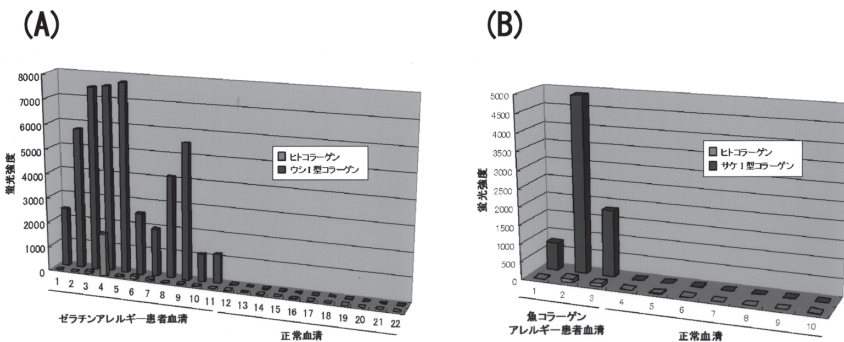 (A)
蛍光強度
8000
7000
6000
5000
4000
3000
2000
1000
0
ヒトコラーゲン
ウシI型コラーゲン
1 2 3 4 5 6 7 8 9 10 11 12 13 14 15 16 17 18 19 20 21 22
ゼラチンアレルギー患者血清
正常血清
(B)
蛍光強度
5000
4500
4000
3500
3000
2500
2000
1500
1000
500
0
ヒトコラーゲン
サケI型コラーゲン
1 2 3 4 5 6 7 8 9 10
魚コラーゲン
アレルギー患者血清
正常血清